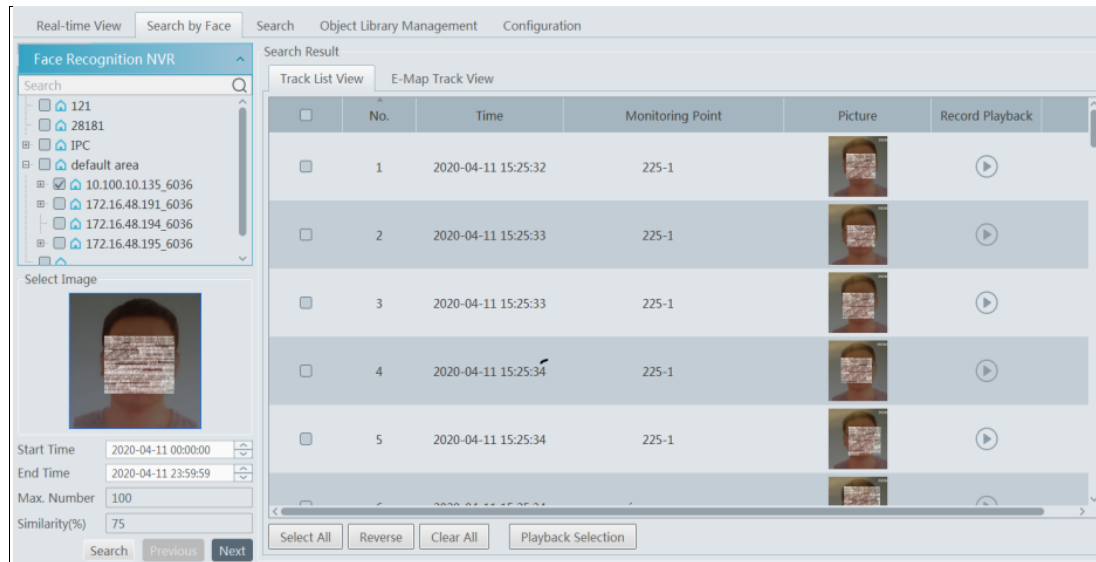 Real-time View Search by Face Search Object Library Management Configuration
Face Recognition NVR
Search
121
28181
IPC
default area
10.100.10.135_6036
172.16.48.191_6036
172.16.48.194_6036
172.16.48.195_6036
Select Image
Start Time 2020-04-11 00:00:00
End Time 2020-04-11 23:59:59
Max. Number 100
Similarity(%) 75
Search Previous Next
Search Result
Track List View E-Map Track View
No. Time Monitoring Point Picture Record Playback
1 2020-04-11 15:25:32 225-1
2 2020-04-11 15:25:33 225-1
3 2020-04-11 15:25:33 225-1
4 2020-04-11 15:25:34 225-1
5 2020-04-11 15:25:34 225-1
Select All Reverse Clear All Playback Selection